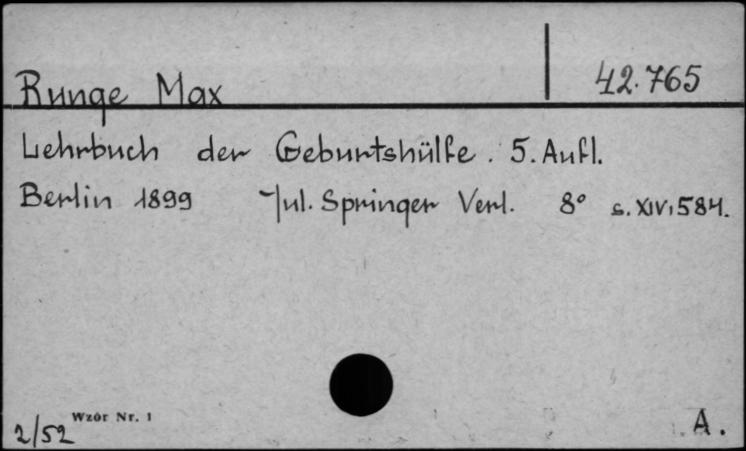 Runge Max 42.765
Lehrbuch der Geburtshülfe. 5. Aufl.
Berlin 1899 Jul. Springer Verl. 8° s. XIV, 584.
Wzór Nr. 1
2/52
A.